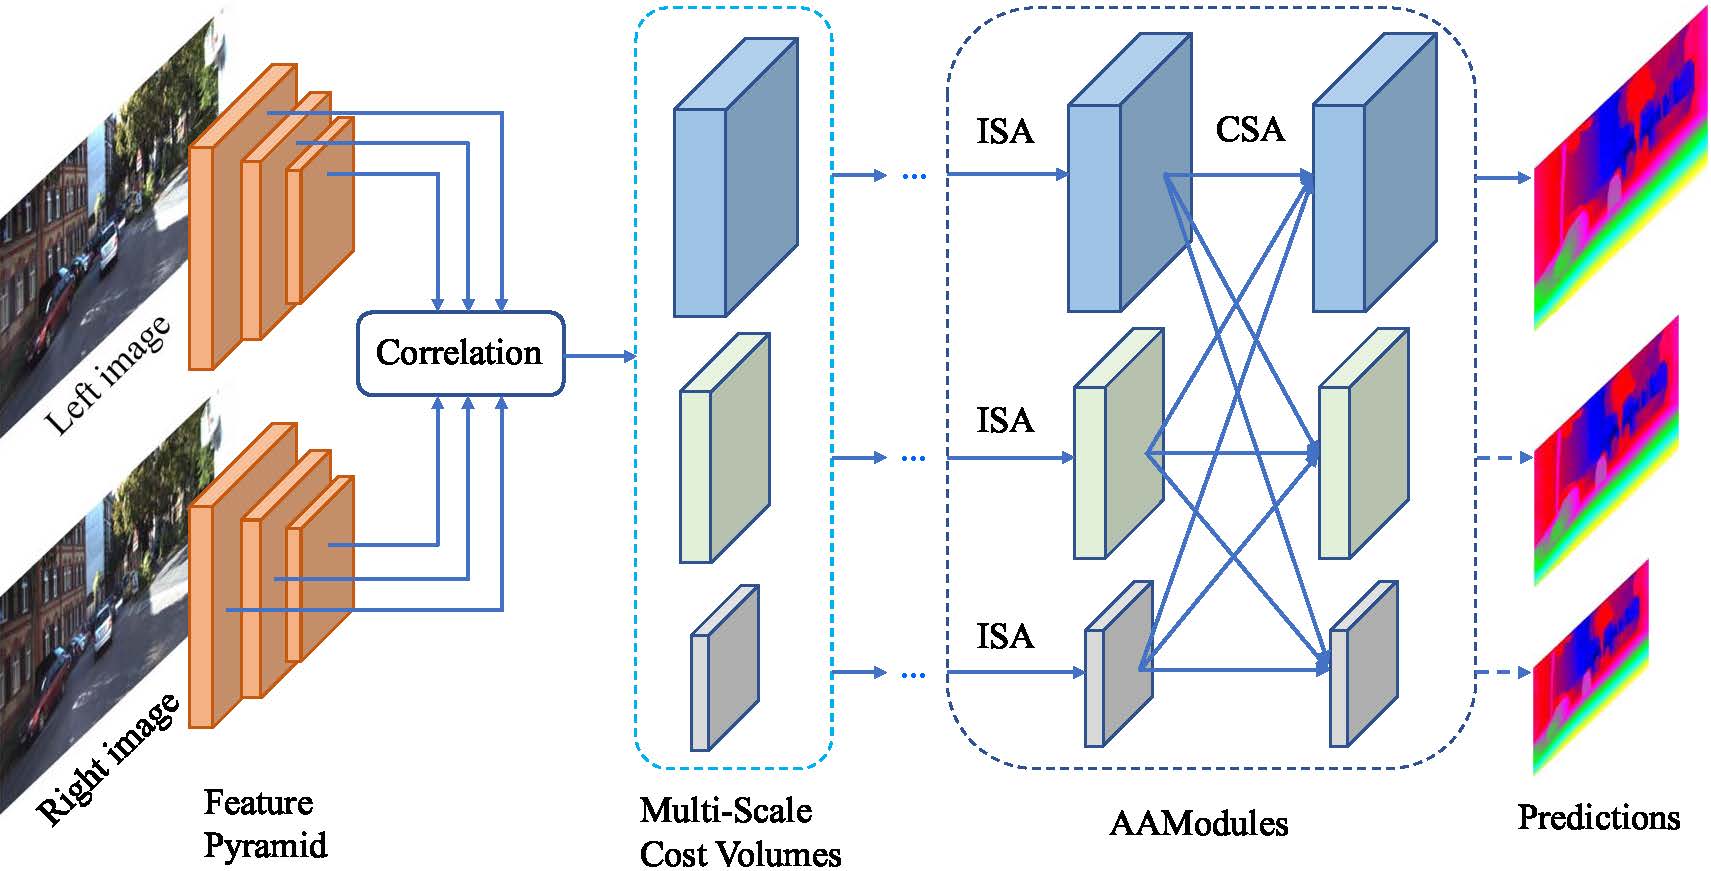 Left image
Right image
Feature
Pyramid
Correlation
Multi-Scale
Cost Volumes
...
...
...
ISA
CSA
ISA
ISA
AAModules
Predictions